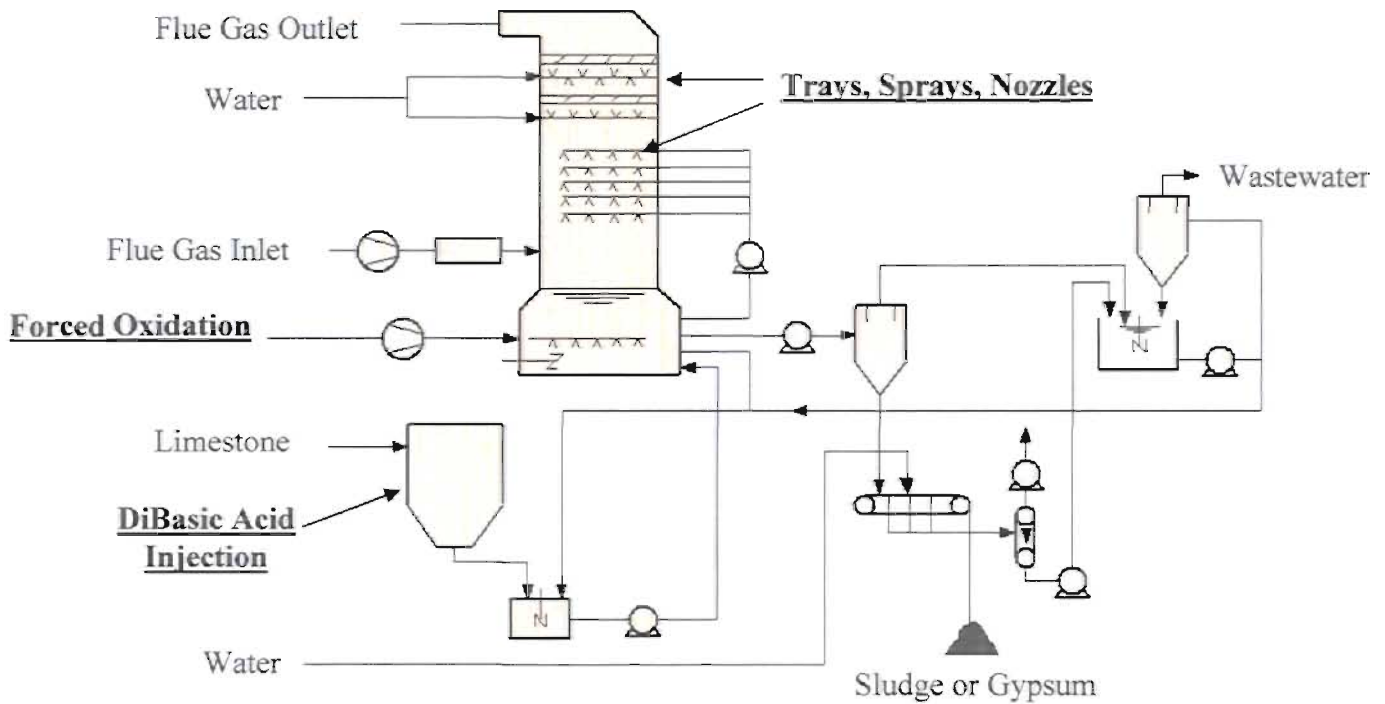 Flue Gas Outlet
Trays, Sprays, Nozzles
Water
Wastewater
Flue Gas Inlet
Forced Oxidation
Limestone
DiBasic Acid
Injection
Water
Sludge or Gypsum